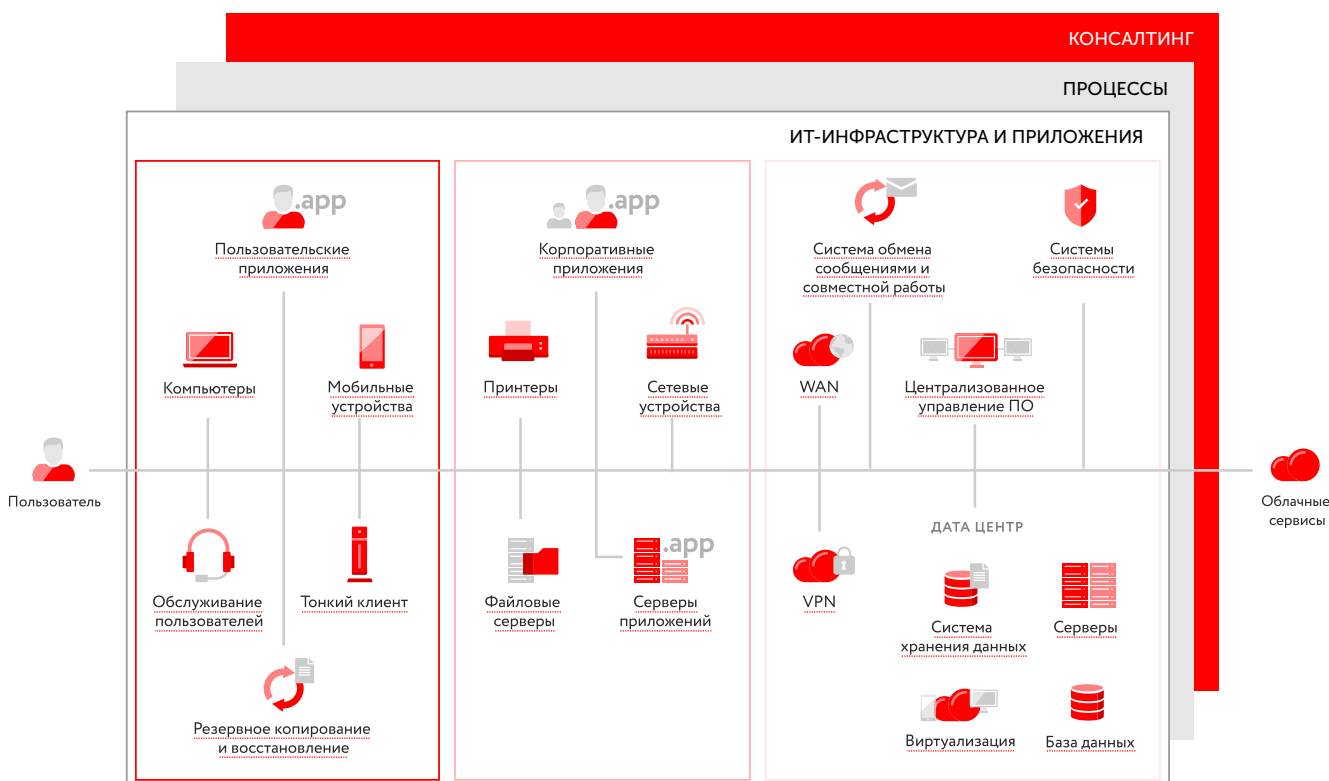 КОНСАЛТИНГ
ПРОЦЕССЫ
ИТ-ИНФРАСТРУКТУРА И ПРИЛОЖЕНИЯ
.app
Пользовательские
приложения
.app
Корпоративные
приложения
Система обмена
сообщениями и
совместной работы
Системы
безопасности
Компьютеры
Мобильные
устройства
Принтеры
Сетевые
устройства
WAN
Централизованное
управление ПО
Пользователь
Облачные
сервисы
Обслуживание
пользователей
Тонкий клиент
Файловые
серверы
.app
Серверы
приложений
VPN
ДАТА ЦЕНТР
Система
хранения данных
Серверы
Резервное копирование
и восстановление
Виртуализация
База данных